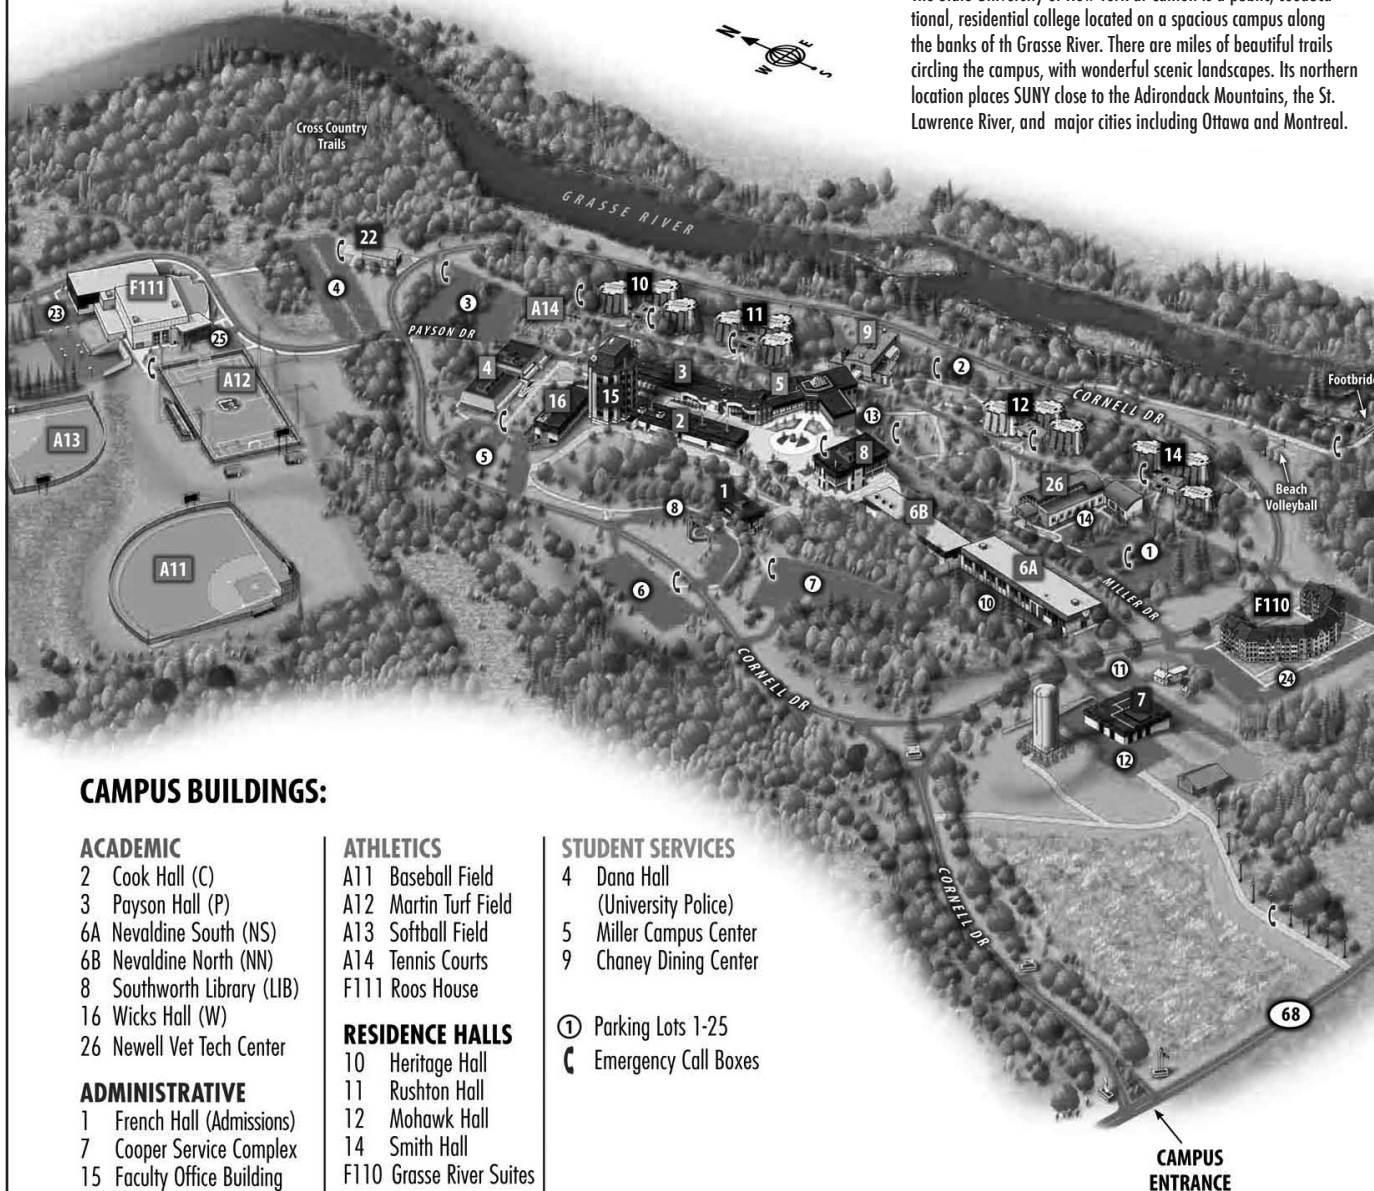 tional, residential college located on a spacious campus along
the banks of th Grasse River. There are miles of beautiful trails
circling the campus, with wonderful scenic landscapes. Its northern
location places SUNY close to the Adirondack Mountains, the St.
Lawrence River, and major cities including Ottawa and Montreal.
N
E
W
S
Cross Country
Trails
GRASSE RIVER
22
F111
4
10
23
3
A14
11
25
PAYSON DR
9
4
3
5
2
Footbridge
A12
16
15
12
CORNELL DR
2
13
A13
5
8
14
26
Beach
Volleyball
1
8
6B
14
1
A11
6A
6
7
10
MILLER DR
F110
CORNELL DR
11
24
7
12
CORNELL DR
68
CAMPUS
ENTRANCE
CAMPUS BUILDINGS:
ACADEMIC
2 Cook Hall (C)
3 Payson Hall (P)
6A Nevaldine South (NS)
6B Nevaldine North (NN)
8 Southworth Library (LIB)
16 Wicks Hall (W)
26 Newell Vet Tech Center
ADMINISTRATIVE
1 French Hall (Admissions)
7 Cooper Service Complex
15 Faculty Office Building
ATHLETICS
A11 Baseball Field
A12 Martin Turf Field
A13 Softball Field
A14 Tennis Courts
F111 Roos House
RESIDENCE HALLS
10 Heritage Hall
11 Rushton Hall
12 Mohawk Hall
14 Smith Hall
F110 Grasse River Suites
STUDENT SERVICES
4 Dana Hall
(University Police)
5 Miller Campus Center
9 Chaney Dining Center
1 Parking Lots 1-25
Emergency Call Boxes